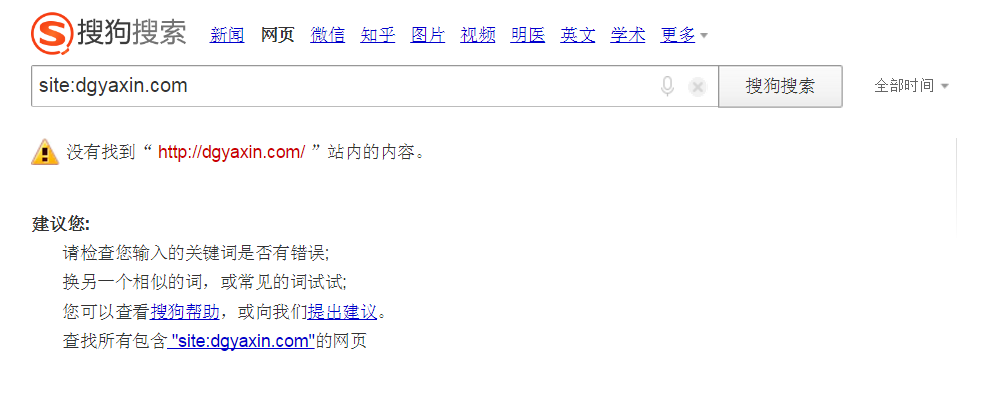 搜狗搜索 新闻 网页 微信 知乎 图片 视频 明医 英文 学术 更多
site:dgyaxin.com 搜狗搜索 全部时间
没有找到“ http://dgyaxin.com/ ”站内的内容。
建议您:
请检查您输入的关键词是否有错误;
换另一个相似的词，或常见的词试试;
您可以查看搜狗帮助，或向我们提出建议。
查找所有包含 "site:dgyaxin.com"的网页